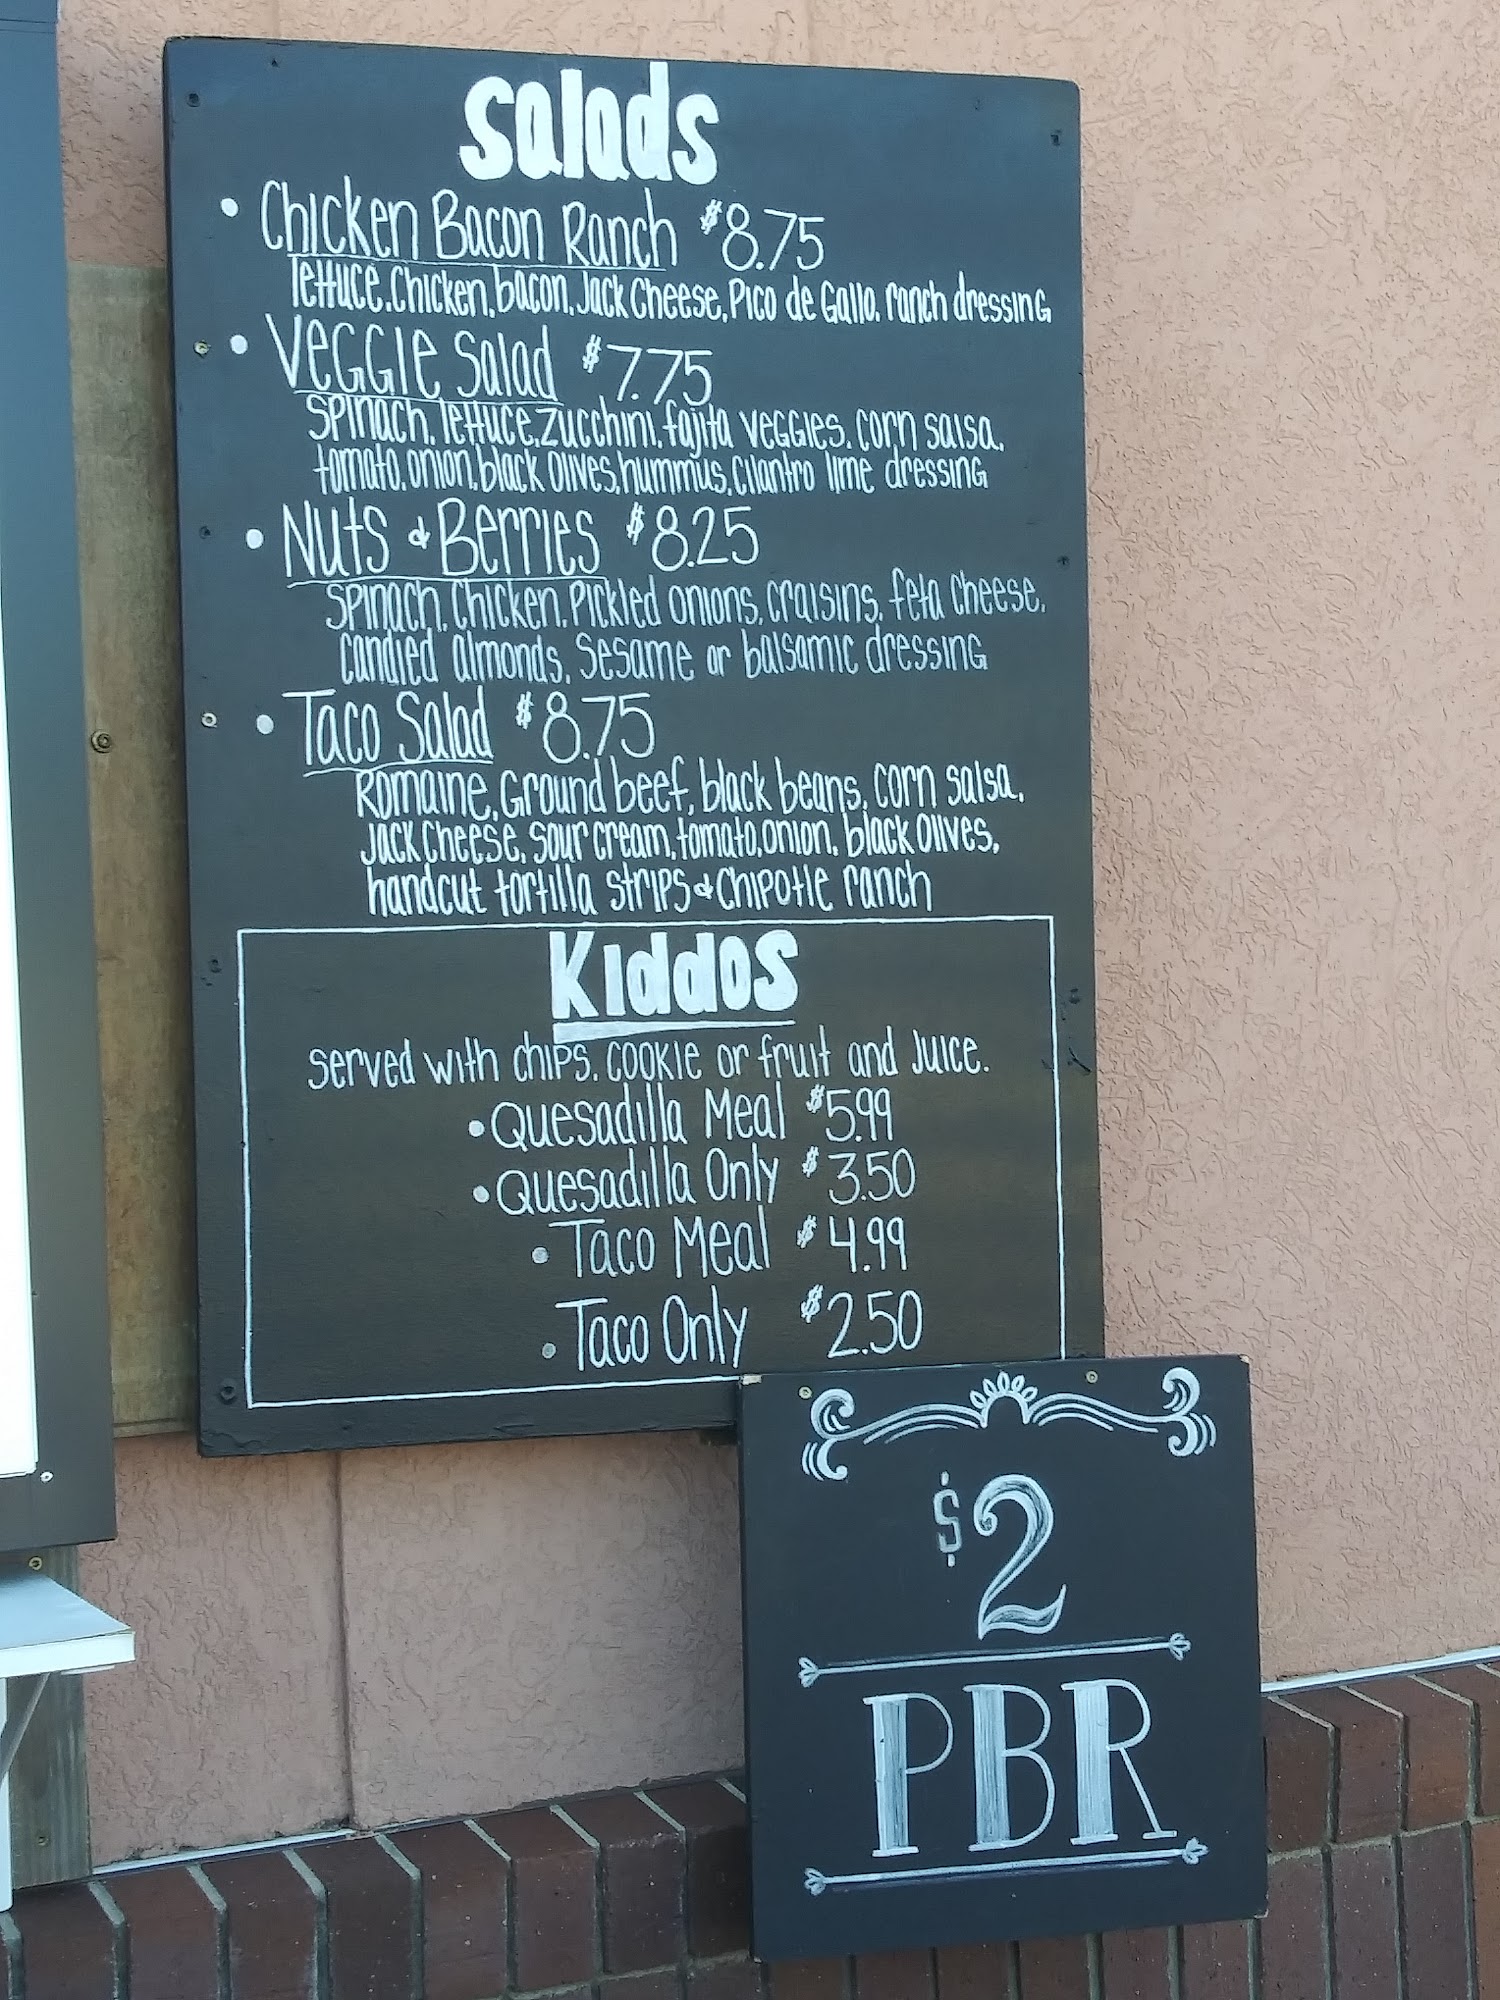 Salads
• Chicken Bacon Ranch $8.75
lettuce, Chicken, bacon, Jack Cheese, Pico de Gallo, ranch dressing
• Veggie Salad $7.75
Spinach, lettuce, zucchini, fajita veggies, corn salsa,
tomato, onion, black olives, hummus, cilantro lime dressing
• Nuts & Berries $8.25
Spinach, Chicken, Pickled onions, craisins, feta cheese,
candied almonds, Sesame or balsamic dressing
• Taco Salad $8.75
Romaine, Ground beef, black beans, corn salsa,
Jack Cheese, sour cream, tomato, onion, black olives,
handcut tortilla strips & Chipotle ranch
Kiddos
served with chips, cookie or fruit and juice.
• Quesadilla Meal $5.99
• Quesadilla Only $3.50
• Taco Meal $4.99
• Taco Only $2.50
$2
PBR